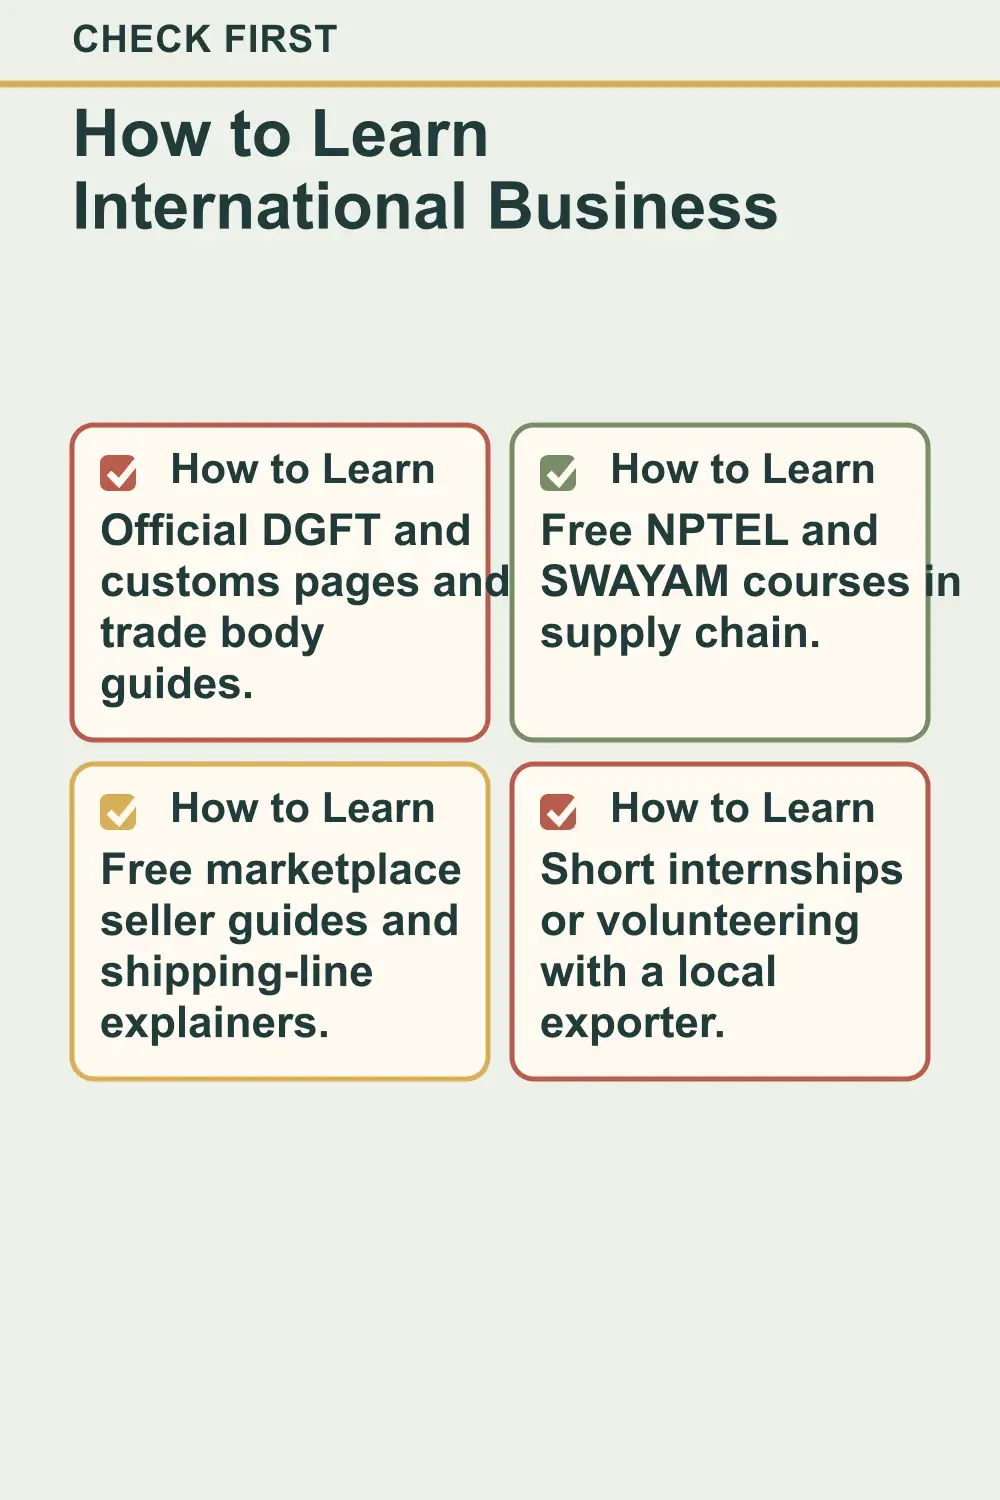 CHECK FIRST
How to Learn
International Business
How to Learn
Official DGFT and
customs pages and
trade body
guides.
How to Learn
Free NPTEL and
SWAYAM courses in
supply chain.
How to Learn
Free marketplace
seller guides and
shipping-line
explainers.
How to Learn
Short internships
or volunteering
with a local
exporter.